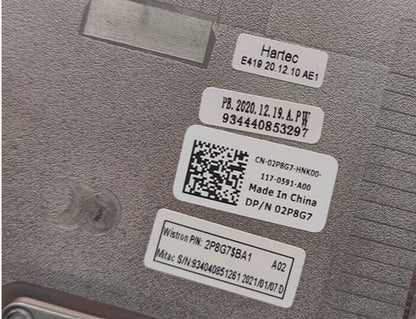 Hartec
E419 20.12.10 AE1
PB.2020.12.19.A.PW
934440853297
CN-02P8G7-HNK00-
117-0591-A00
Made In China
DP/N 02P8G7
Wistron P/N: 2P8G7$BA1 A02
Mitac S/N:934040851261 2021/01/07 D